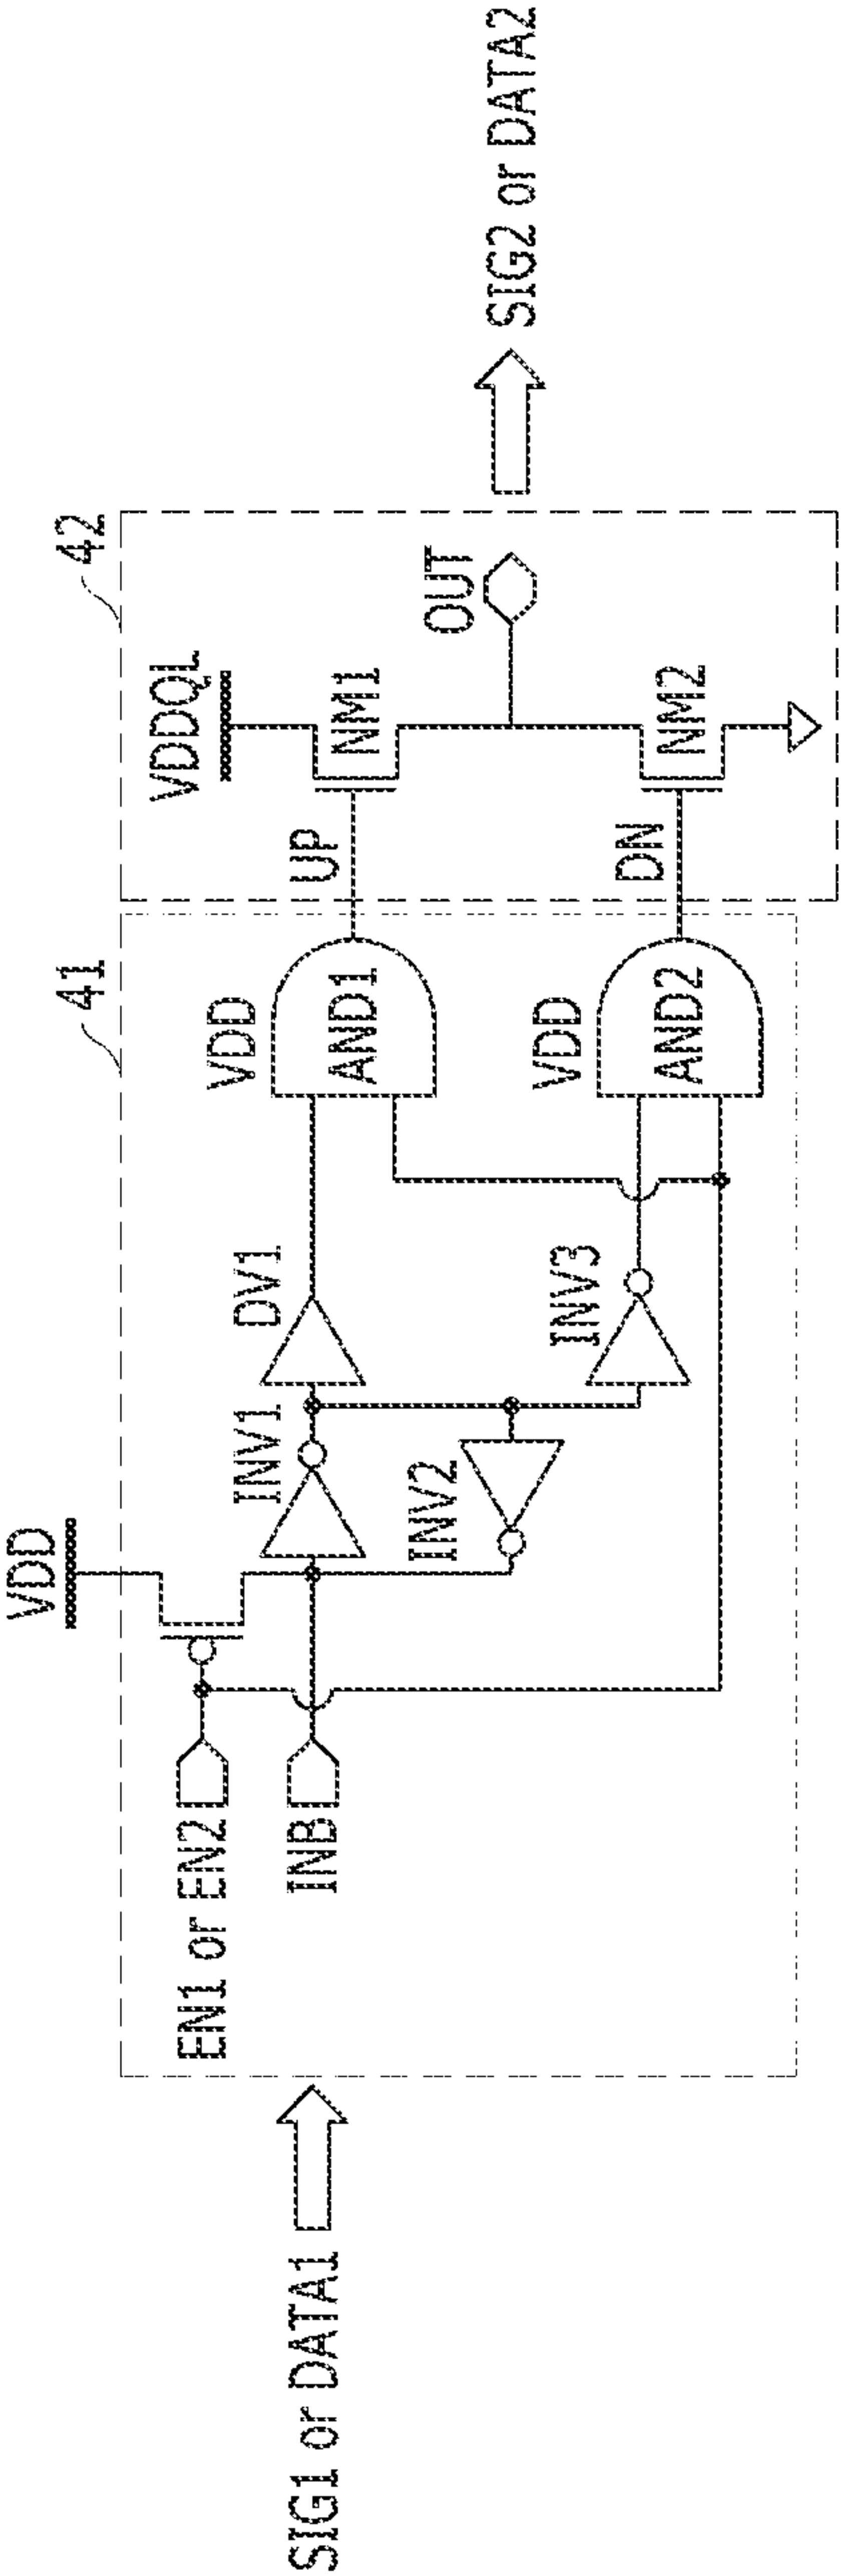 VDD
41
42
VDDQL
EN1 or EN2
INV1
DV1
VDD
AND1
UP
NM1
SIG1 or DATA1
INB
INV2
OUT
SIG2 or DATA2
INV3
VDD
AND2
DN
NM2